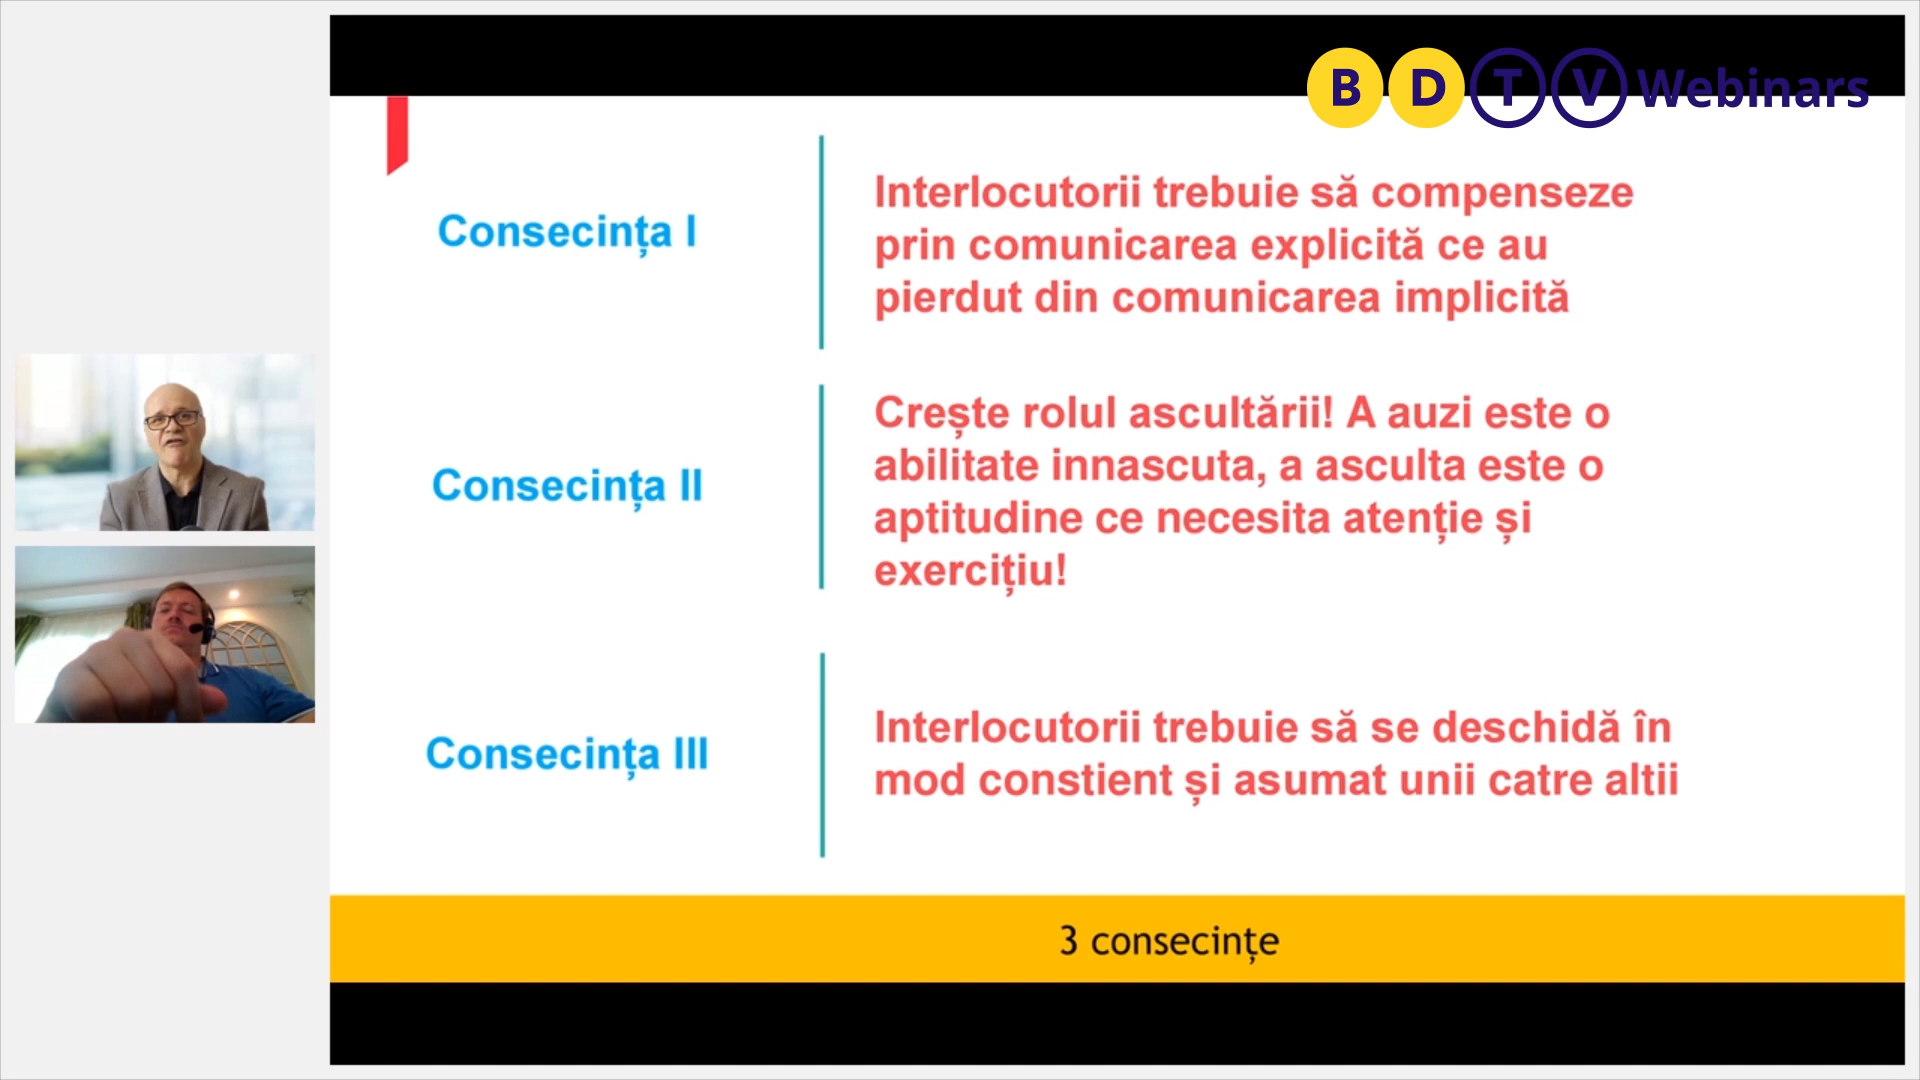 B D T V Webinars
Consecința I
Interlocutorii trebuie să compenseze
prin comunicarea explicită ce au
pierdut din comunicarea implicită
Consecința II
Crește rolul ascultării! A auzi este o
abilitate innascuta, a asculta este o
aptitudine ce necesita atenție și
exercițiu!
Consecința III
Interlocutorii trebuie să se deschidă în
mod constient și asumat unii catre altii
3 consecințe